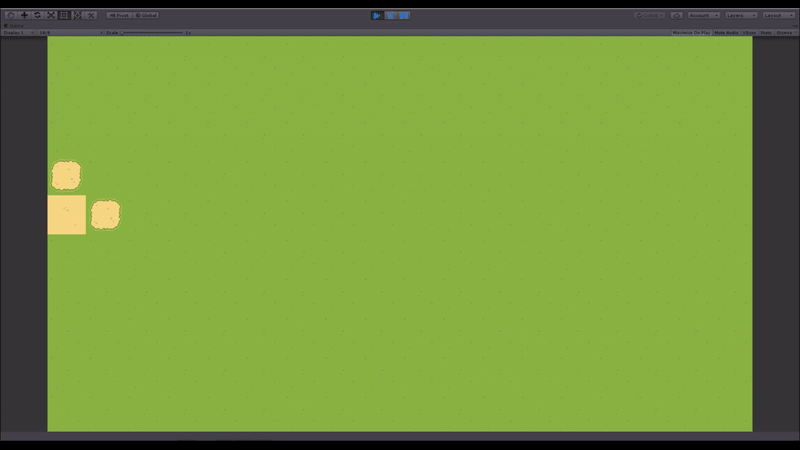 Pivot Global Account Layers Layout
Game
Display 1 16:9 Scale 1x Maximize On Play Mute Audio VSync Stats Gizmos